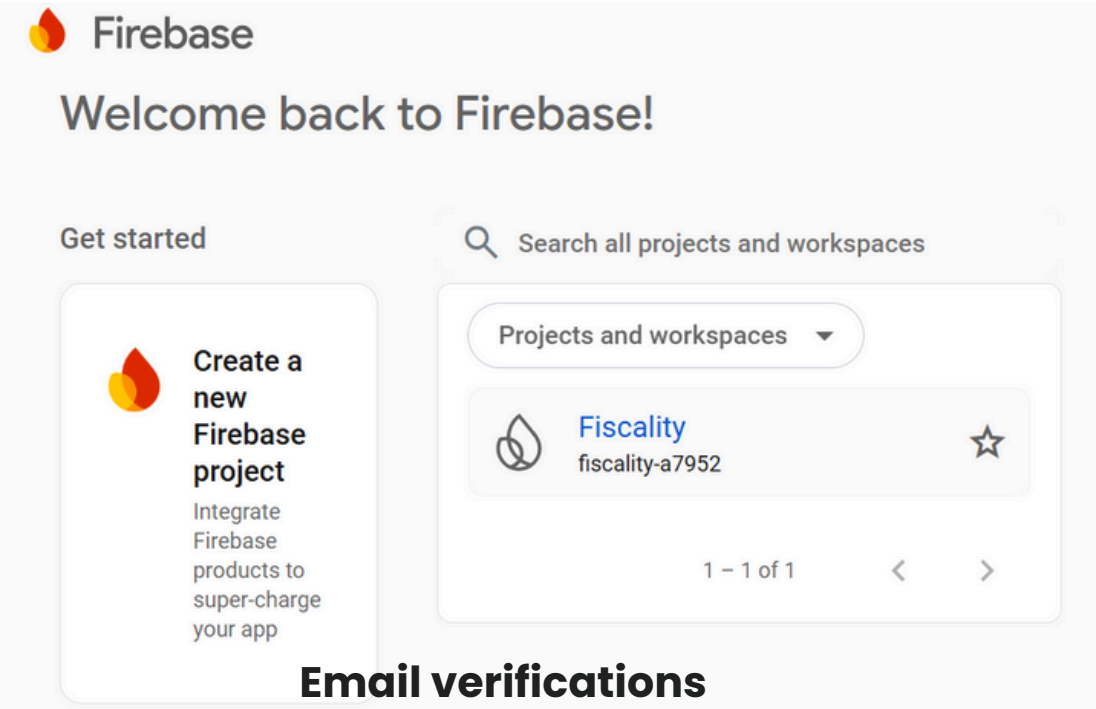 Firebase
Welcome back to Firebase!
Get started
Create a
new
Firebase
project
Integrate
Firebase
products to
super-charge
your app
Search all projects and workspaces
Projects and workspaces
Fiscality
fiscality-a7952
1 – 1 of 1
Email verifications